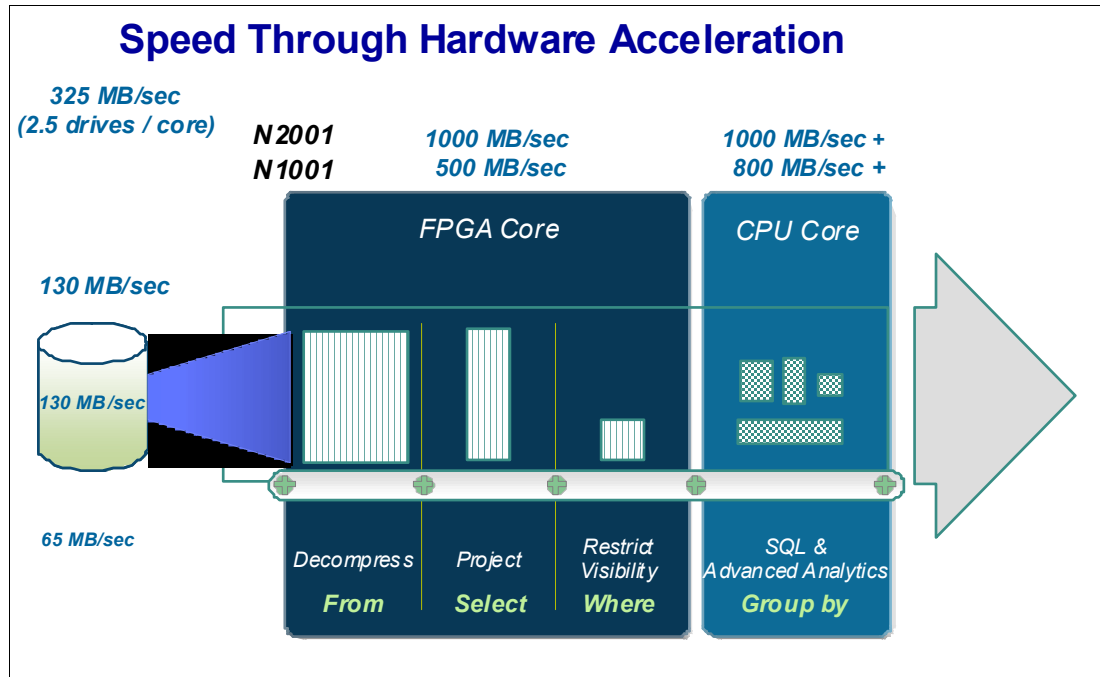 Speed Through Hardware Acceleration
325 MB/sec
(2.5 drives / core)
N2001
N1001
1000 MB/sec
500 MB/sec
1000 MB/sec +
800 MB/sec +
FPGA Core
CPU Core
130 MB/sec
130 MB/sec
65 MB/sec
Decompress
From
Project
Select
Restrict
Visibility
Where
SQL &
Advanced Analytics
Group by